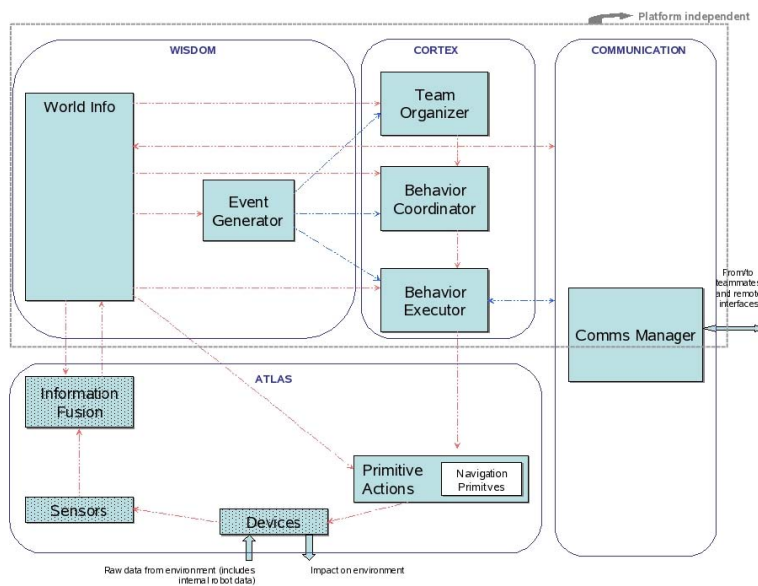 Platform independent
WISDOM
CORTEX
COMMUNICATION
World Info
Team
Organizer
Event
Generator
Behavior
Coordinator
Behavior
Executor
From/to
teammates
and remote
interfaces
Comms Manager
ATLAS
Information
Fusion
Primitive
Actions
Navigation
Primitves
Sensors
Devices
Raw data from environment (includes
internal robot data)
Impact on environment